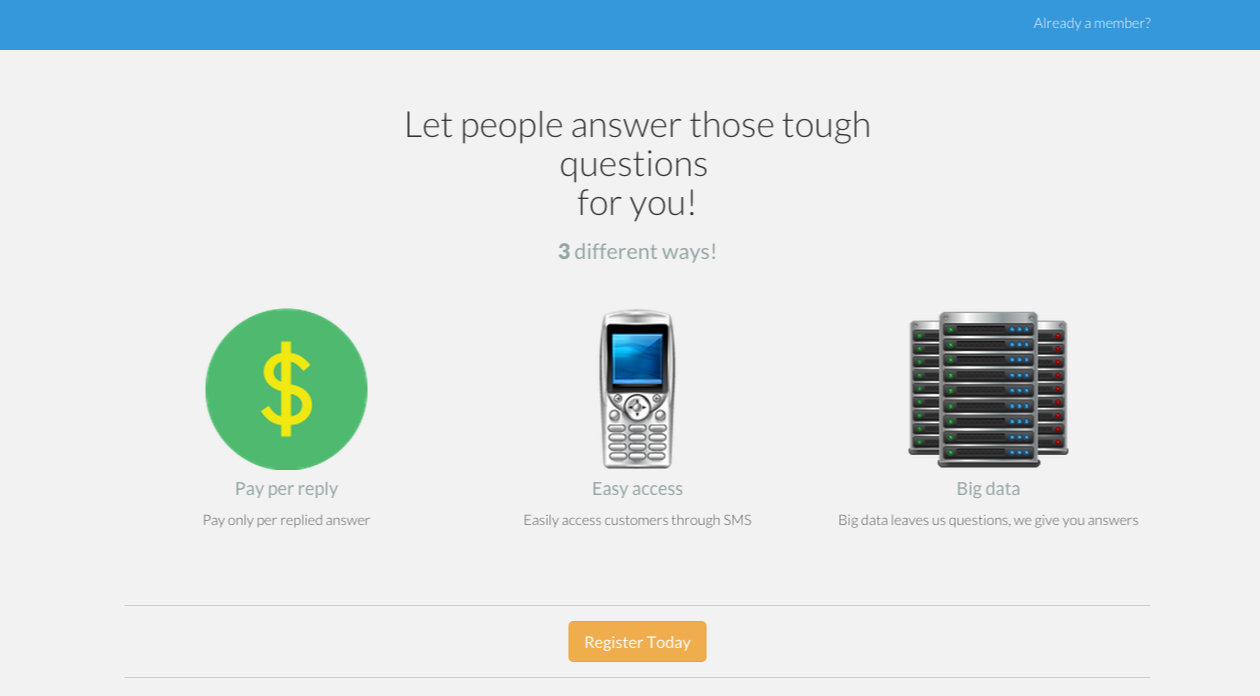 Already a member?
Let people answer those tough
questions
for you!
3 different ways!
$
Pay per reply
Easy access
Big data
Pay only per replied answer
Easily access customers through SMS
Big data leaves us questions, we give you answers
Register Today